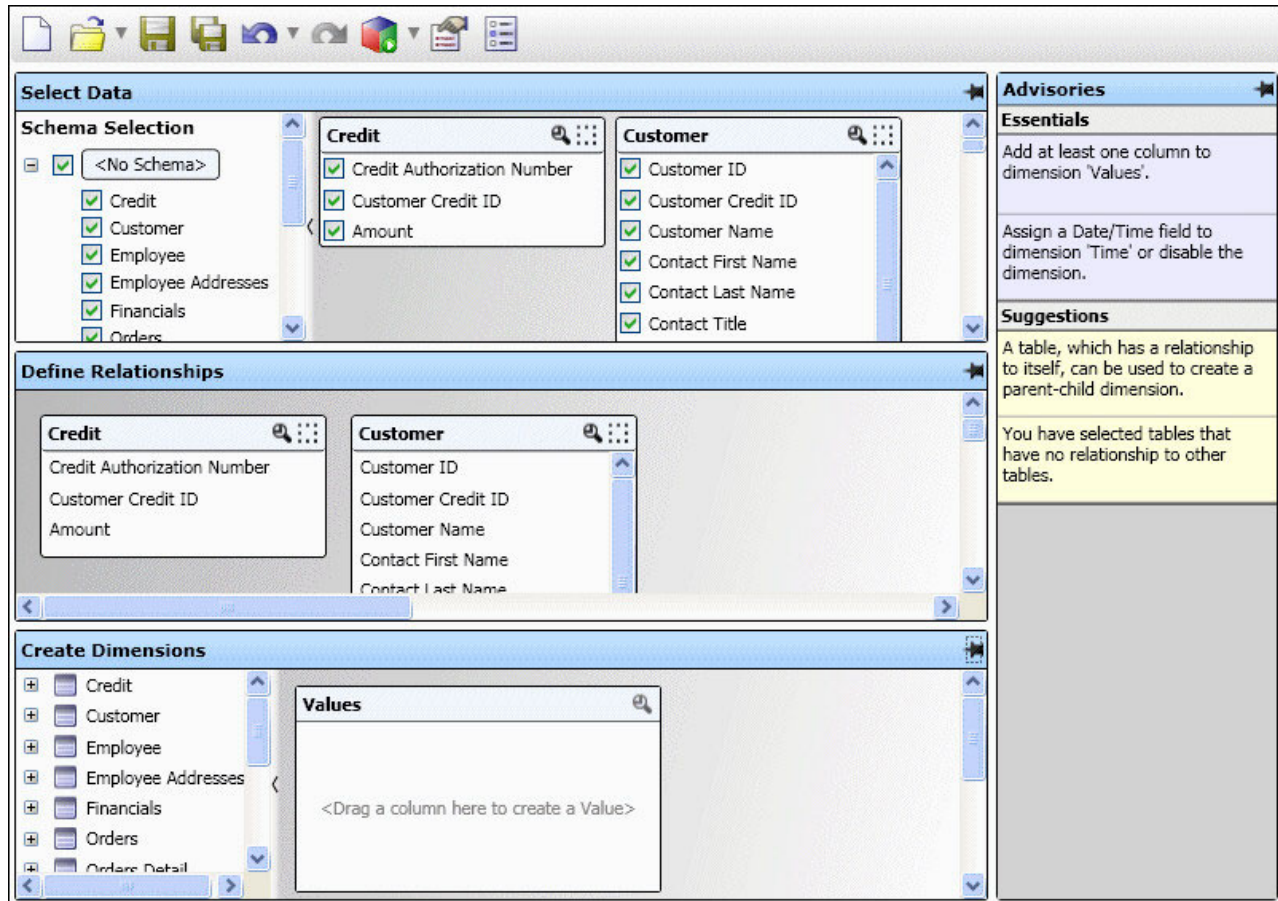 Select Data
Schema Selection
<No Schema>
Credit
Customer
Employee
Employee Addresses
Financials
Orders
Credit
Credit Authorization Number
Customer Credit ID
Amount
Customer
Customer ID
Customer Credit ID
Customer Name
Contact First Name
Contact Last Name
Contact Title
Define Relationships
Credit
Credit Authorization Number
Customer Credit ID
Amount
Customer
Customer ID
Customer Credit ID
Customer Name
Contact First Name
Contact Last Name
Create Dimensions
Credit
Customer
Employee
Employee Addresses
Financials
Orders
Orders Detail
Values
<Drag a column here to create a Value>
Advisories
Essentials
Add at least one column to
dimension 'Values'.
Assign a Date/Time field to
dimension 'Time' or disable the
dimension.
Suggestions
A table, which has a relationship
to itself, can be used to create a
parent-child dimension.
You have selected tables that
have no relationship to other
tables.